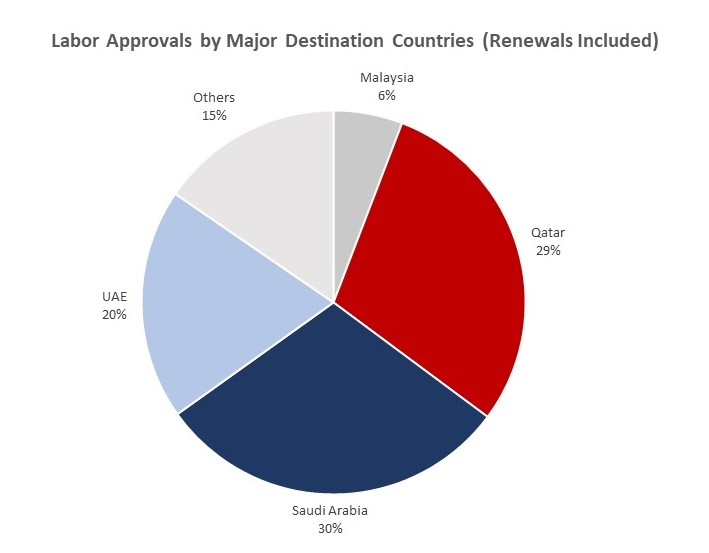 Labor Approvals by Major Destination Countries (Renewals Included)
Malaysia
6%
Others
15%
Qatar
29%
UAE
20%
Saudi Arabia
30%